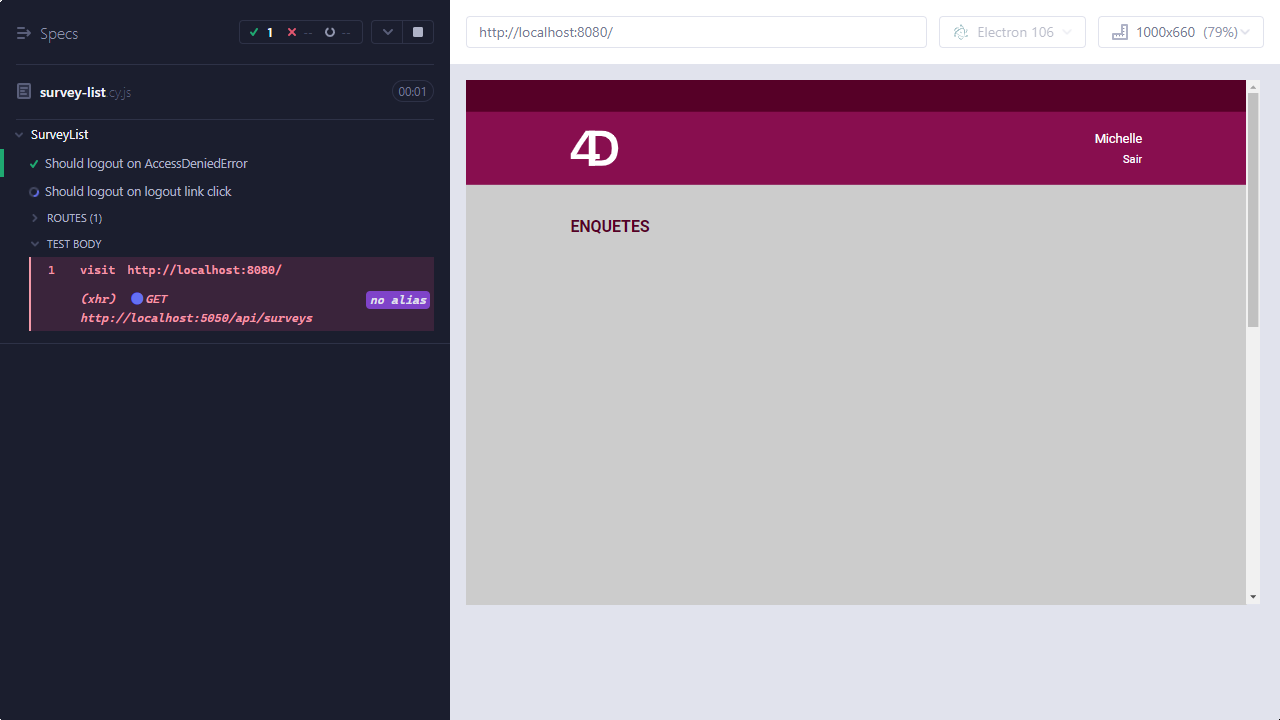 Specs
1 -- --
survey-list.cy.js 00:01
SurveyList
Should logout on AccessDeniedError
Should logout on logout link click
ROUTES (1)
TEST BODY
1 visit http://localhost:8080/
(xhr) GET no alias
http://localhost:5050/api/surveys
http://localhost:8080/
Electron 106
1000x660 (79%)
4D
Michelle
Sair
ENQUETES